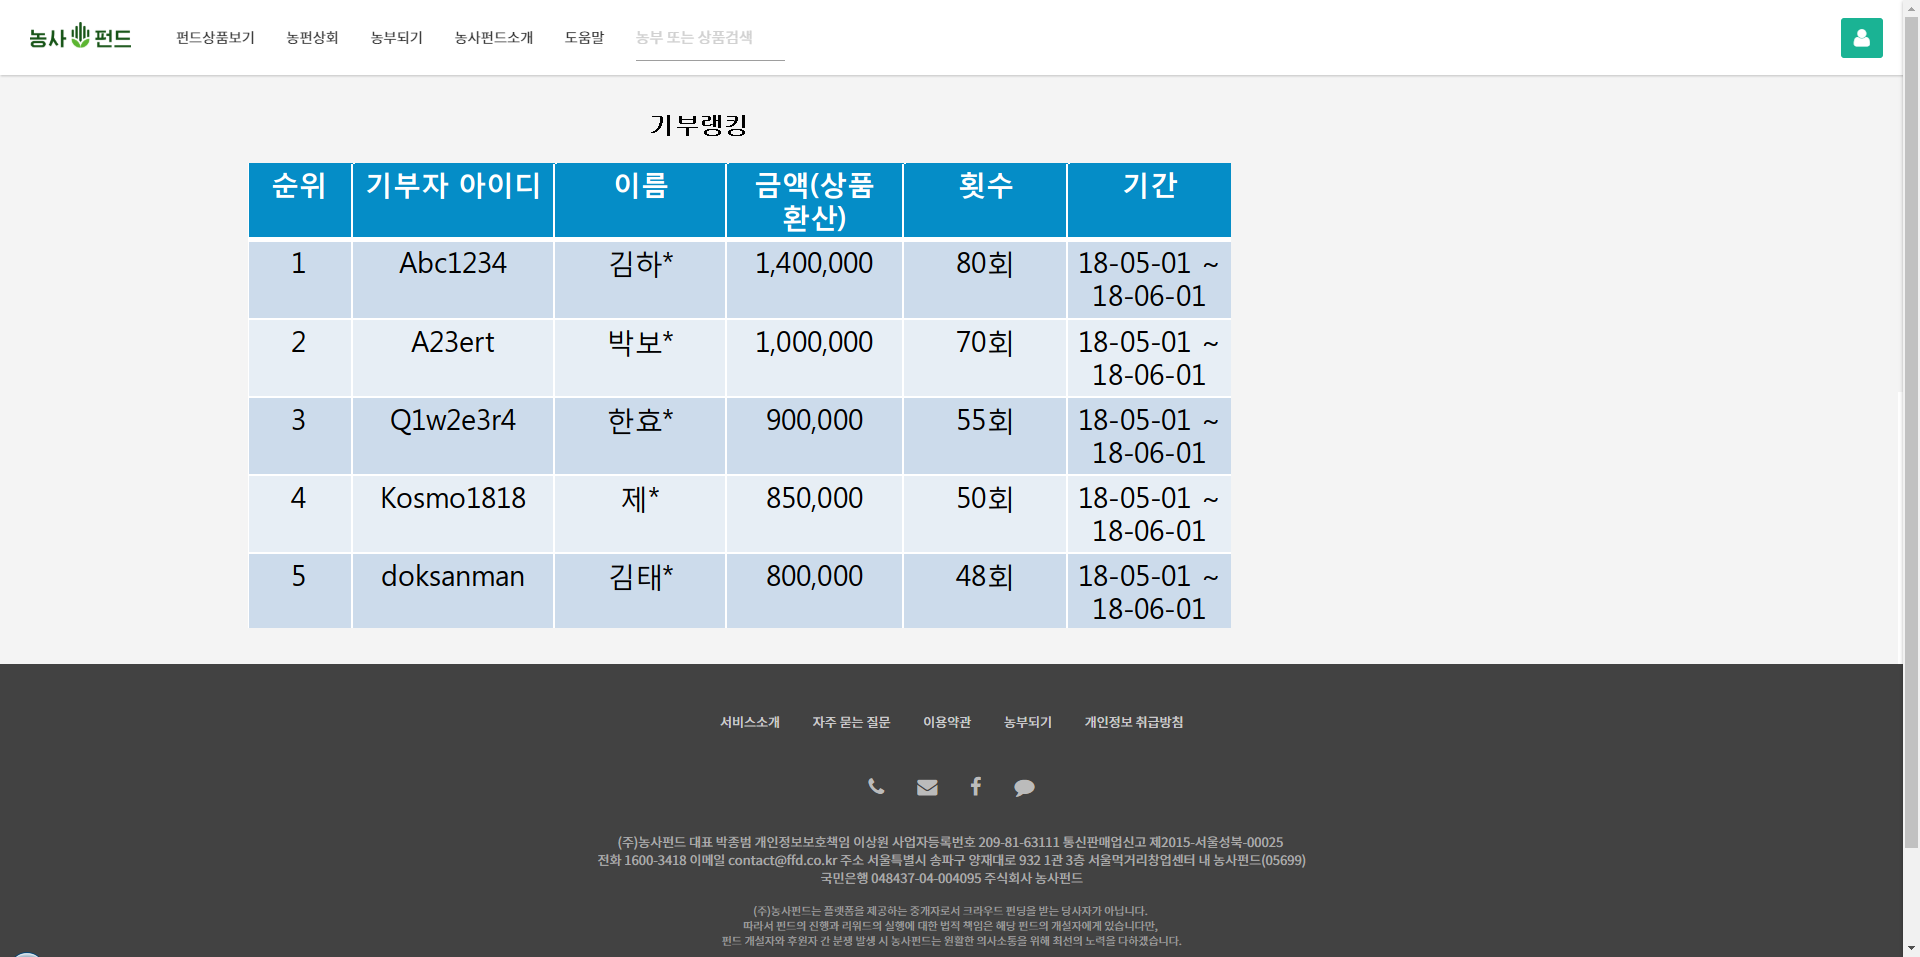 농사펀드 펀드상품보기 농펀상회 농부되기 농사펀드소개 도움말 농부 또는 상품검색
기부랭킹
순위 기부자 아이디 이름 금액(상품 환산) 횟수 기간
1 Abc1234 김하* 1,400,000 80회 18-05-01 ~ 18-06-01
2 A23ert 박보* 1,000,000 70회 18-05-01 ~ 18-06-01
3 Q1w2e3r4 한효* 900,000 55회 18-05-01 ~ 18-06-01
4 Kosmo1818 제* 850,000 50회 18-05-01 ~ 18-06-01
5 doksanman 김태* 800,000 48회 18-05-01 ~ 18-06-01
서비스소개 자주 묻는 질문 이용약관 농부되기 개인정보 취급방침
(주)농사펀드 대표 박종범 개인정보보호책임 이상원 사업자등록번호 209-81-63111 통신판매업신고 제2015-서울성북-00025
전화 1600-3418 이메일 contact@ffd.co.kr 주소 서울특별시 송파구 양재대로 932 1관 3층 서울먹거리창업센터 내 농사펀드(05699)
국민은행 048437-04-004095 주식회사 농사펀드
(주)농사펀드는 플랫폼을 제공하는 중개자로서 크라우드 펀딩을 받는 당사자가 아닙니다.
따라서 펀드의 진행과 리워드의 실행에 대한 법적 책임은 해당 펀드의 개설자에게 있습니다만,
펀드 개설자와 후원자 간 분쟁 발생 시 농사펀드는 원활한 의사소통을 위해 최선의 노력을 다하겠습니다.